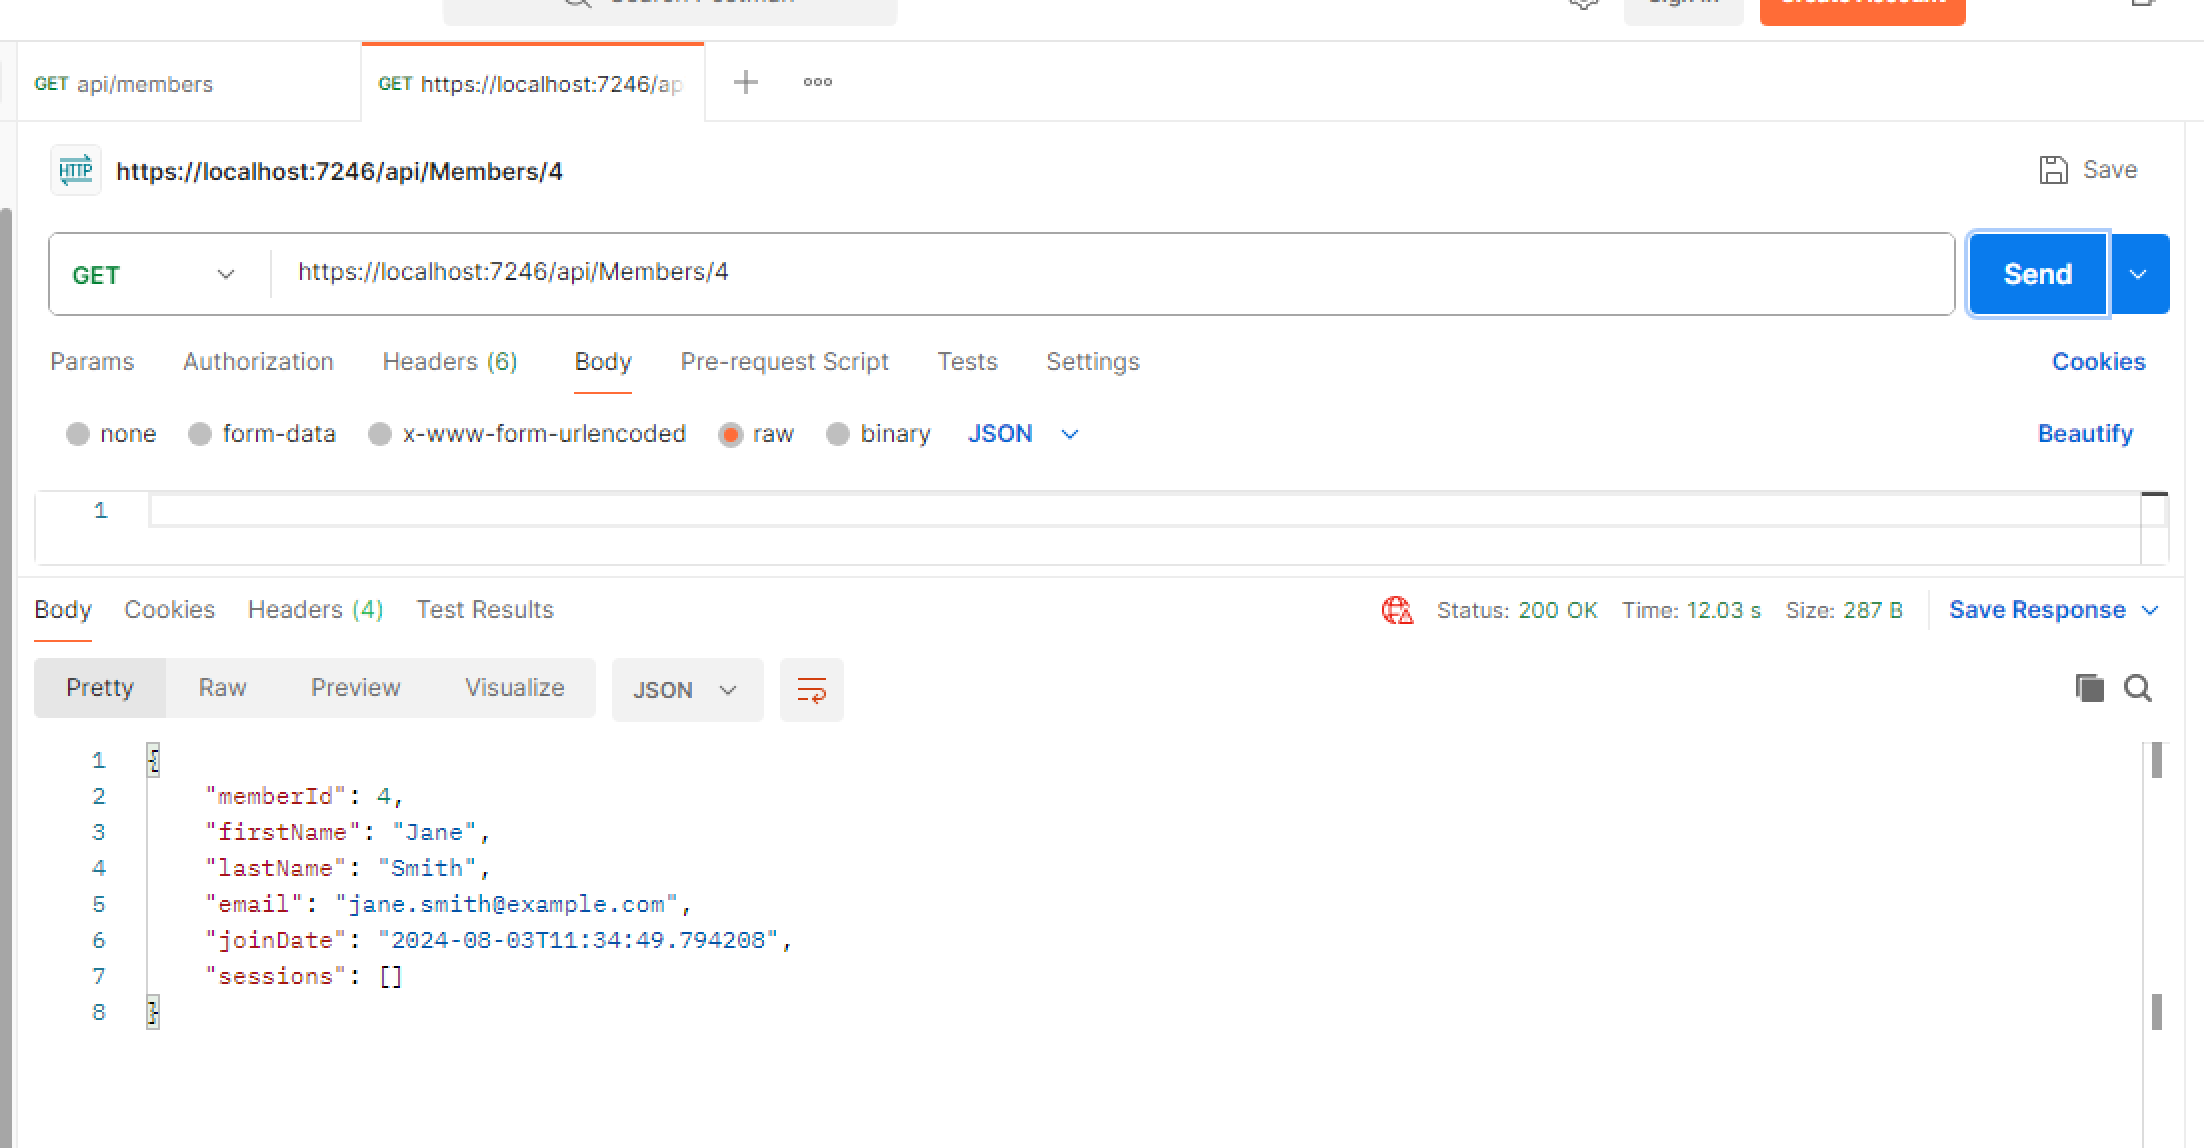 GET api/members
GET https://localhost:7246/ap
HTTP https://localhost:7246/api/Members/4
Save
GET
https://localhost:7246/api/Members/4
Send
Params Authorization Headers (6) Body Pre-request Script Tests Settings Cookies
none form-data x-www-form-urlencoded raw binary JSON Beautify
1
Body Cookies Headers (4) Test Results Status: 200 OK Time: 12.03 s Size: 287 B Save Response
Pretty Raw Preview Visualize JSON
1 {
2 "memberId": 4,
3 "firstName": "Jane",
4 "lastName": "Smith",
5 "email": "jane.smith@example.com",
6 "joinDate": "2024-08-03T11:34:49.794208",
7 "sessions": []
8 }